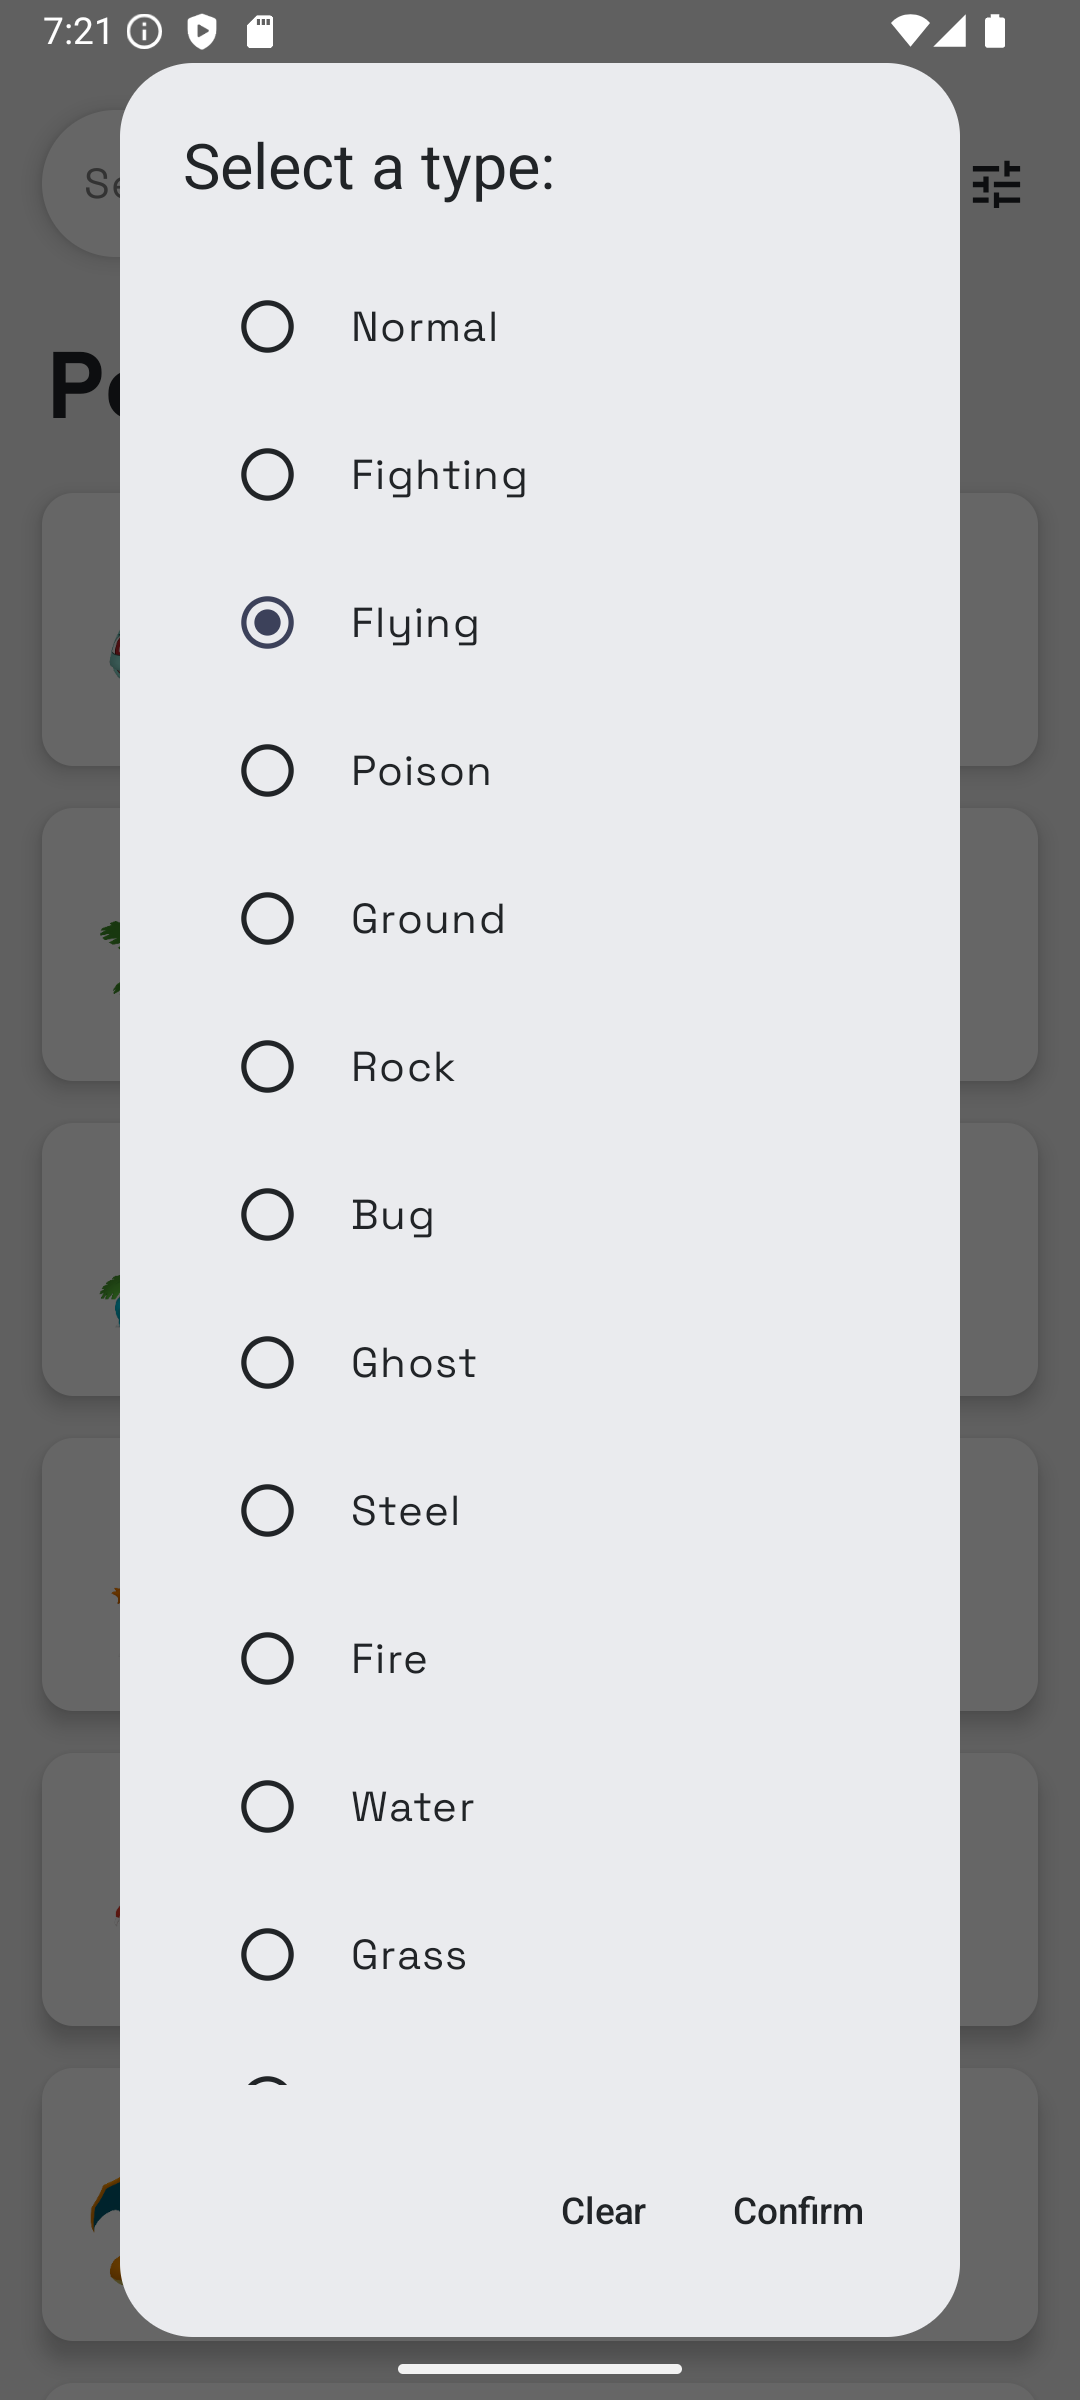 7:21
Select a type:
Normal
Fighting
Flying
Poison
Ground
Rock
Bug
Ghost
Steel
Fire
Water
Grass
Clear
Confirm